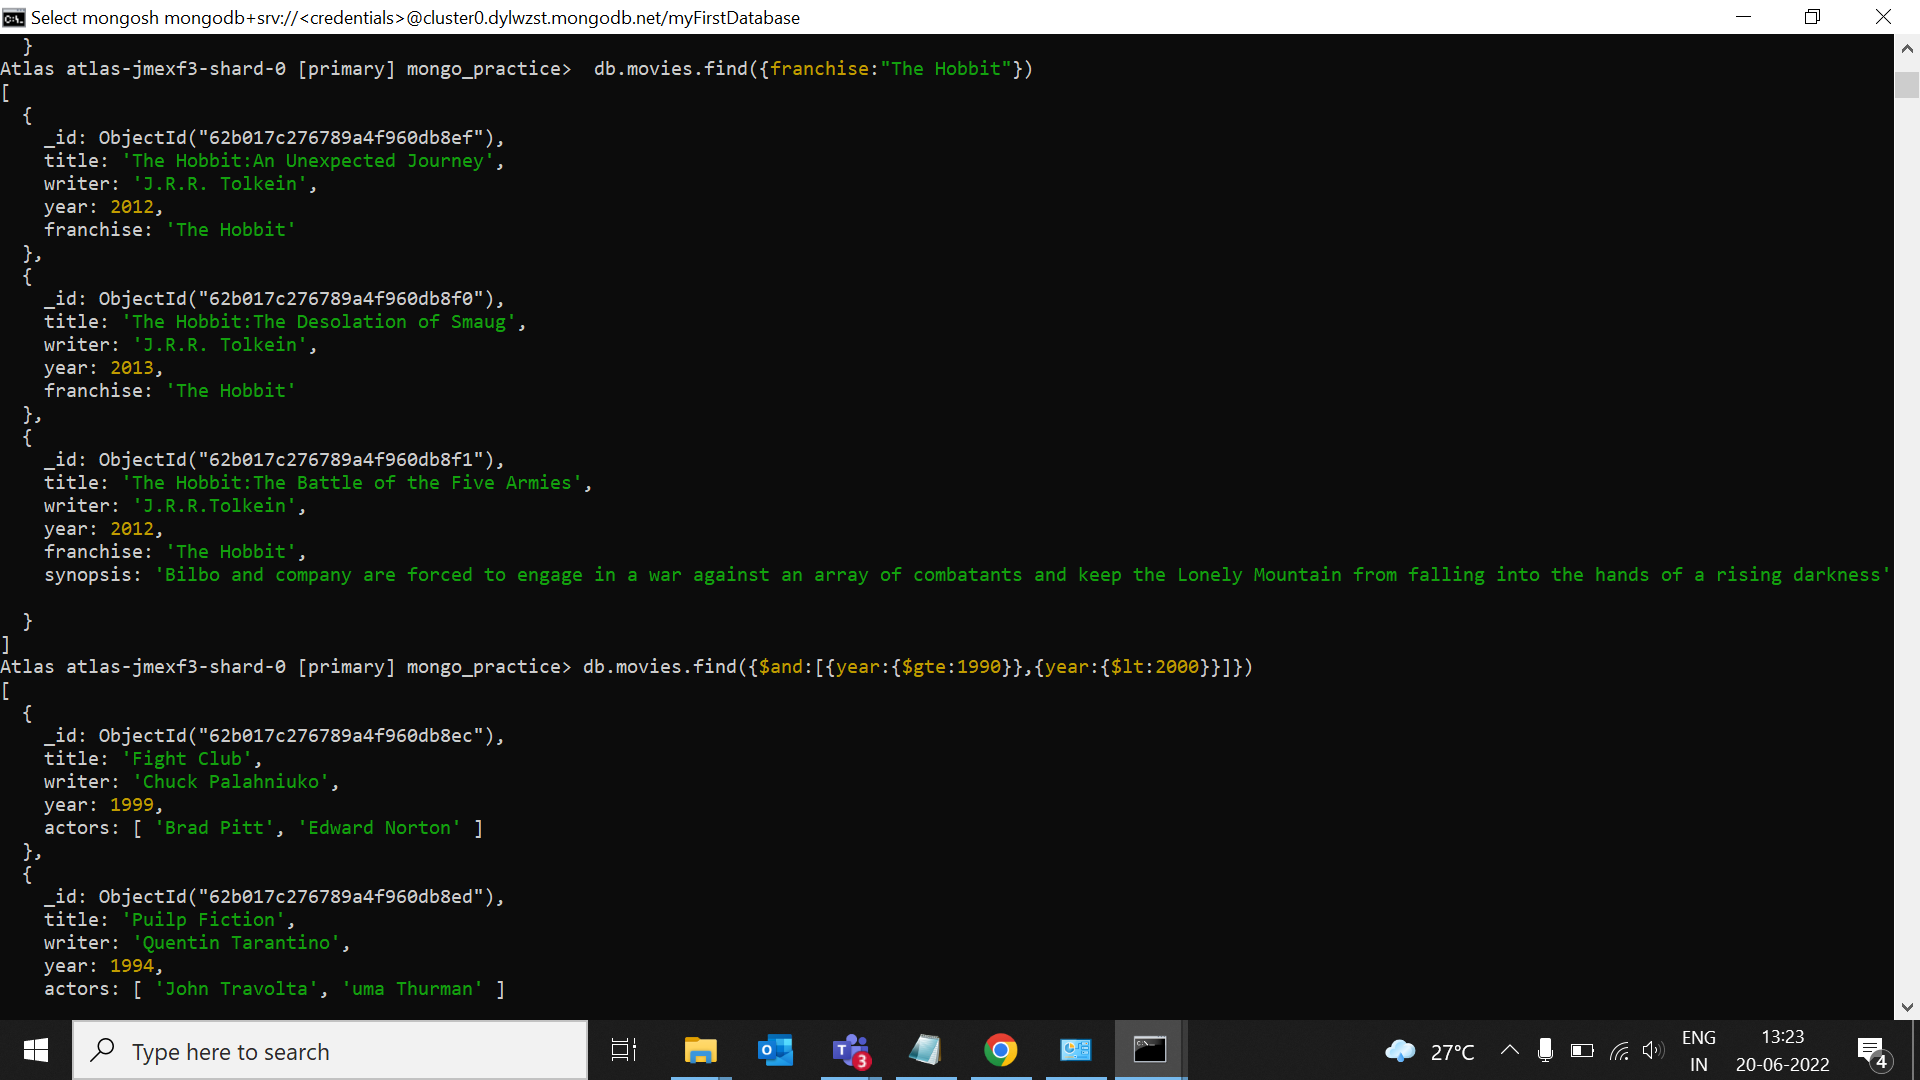 Select mongosh mongodb+srv://<credentials>@cluster0.dylwzst.mongodb.net/myFirstDatabase
  }
Atlas atlas-jmexf3-shard-0 [primary] mongo_practice>  db.movies.find({franchise:"The Hobbit"})
[
  {
    _id: ObjectId("62b017c276789a4f960db8ef"),
    title: 'The Hobbit:An Unexpected Journey',
    writer: 'J.R.R. Tolkein',
    year: 2012,
    franchise: 'The Hobbit'
  },
  {
    _id: ObjectId("62b017c276789a4f960db8f0"),
    title: 'The Hobbit:The Desolation of Smaug',
    writer: 'J.R.R. Tolkein',
    year: 2013,
    franchise: 'The Hobbit'
  },
  {
    _id: ObjectId("62b017c276789a4f960db8f1"),
    title: 'The Hobbit:The Battle of the Five Armies',
    writer: 'J.R.R.Tolkein',
    year: 2012,
    franchise: 'The Hobbit',
    synopsis: 'Bilbo and company are forced to engage in a war against an array of combatants and keep the Lonely Mountain from falling into the hands of a rising darkness'
  }
]
Atlas atlas-jmexf3-shard-0 [primary] mongo_practice> db.movies.find({$and:[{year:{$gte:1990}},{year:{$lt:2000}}]})
[
  {
    _id: ObjectId("62b017c276789a4f960db8ec"),
    title: 'Fight Club',
    writer: 'Chuck Palahniuko',
    year: 1999,
    actors: [ 'Brad Pitt', 'Edward Norton' ]
  },
  {
    _id: ObjectId("62b017c276789a4f960db8ed"),
    title: 'Puilp Fiction',
    writer: 'Quentin Tarantino',
    year: 1994,
    actors: [ 'John Travolta', 'uma Thurman' ]
Type here to search
3
27°C
ENG
IN
13:23
20-06-2022
4